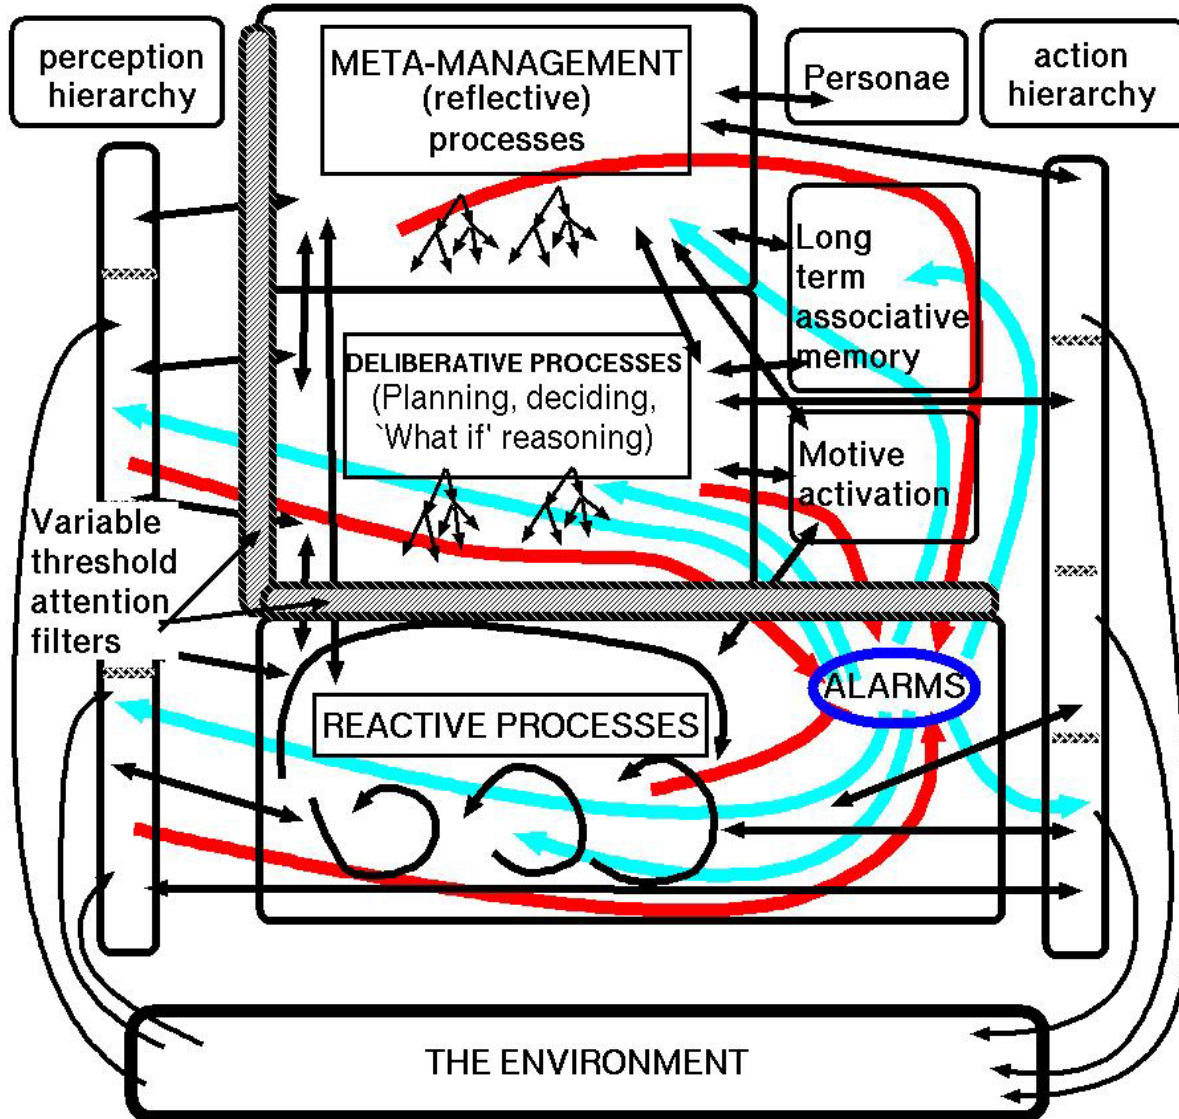 perception
hierarchy
META-MANAGEMENT
(reflective)
processes
Personae
action
hierarchy
Long
term
associative
memory
DELIBERATIVE PROCESSES
(Planning, deciding,
`What if' reasoning)
Motive
activation
Variable
threshold
attention
filters
ALARMS
REACTIVE PROCESSES
THE ENVIRONMENT